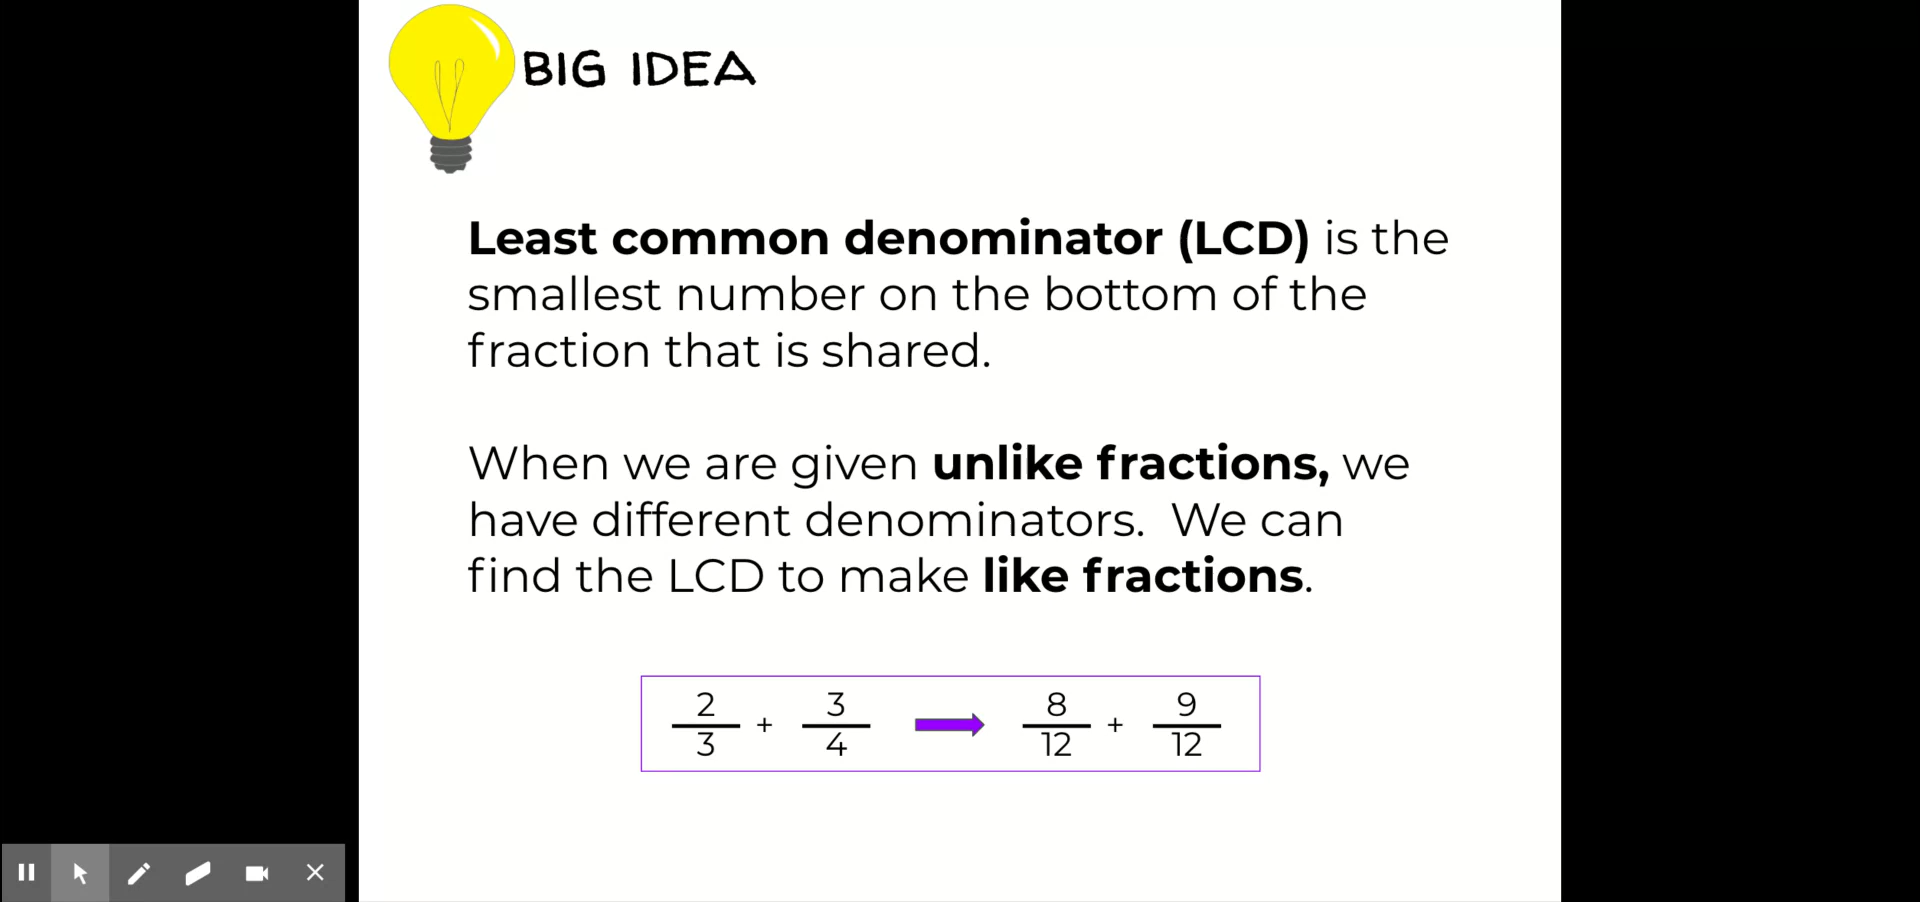 BIG IDEA
Least common denominator (LCD) is the
smallest number on the bottom of the
fraction that is shared.
When we are given unlike fractions, we
have different denominators.  We can
find the LCD to make like fractions.
2/3 + 3/4 → 8/12 + 9/12